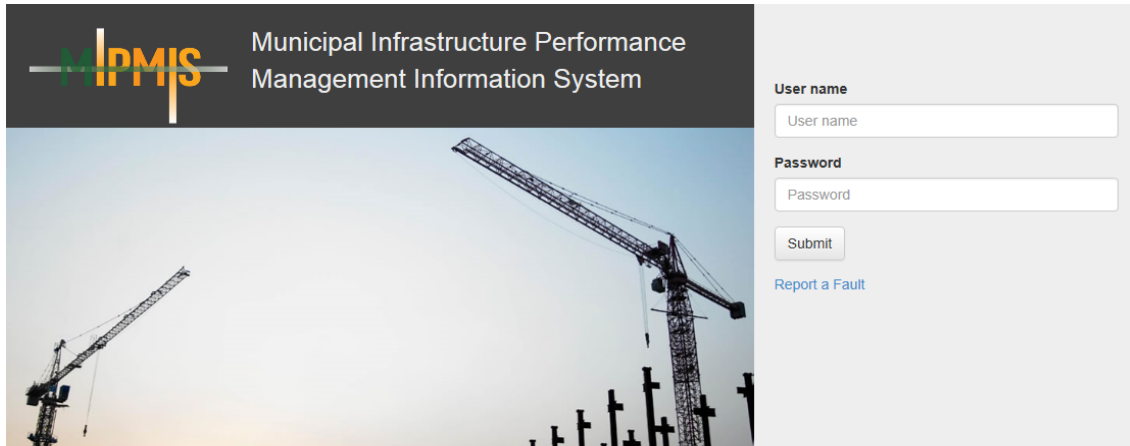 MIPMIS
Municipal Infrastructure Performance
Management Information System
User name
User name
Password
Password
Submit
Report a Fault